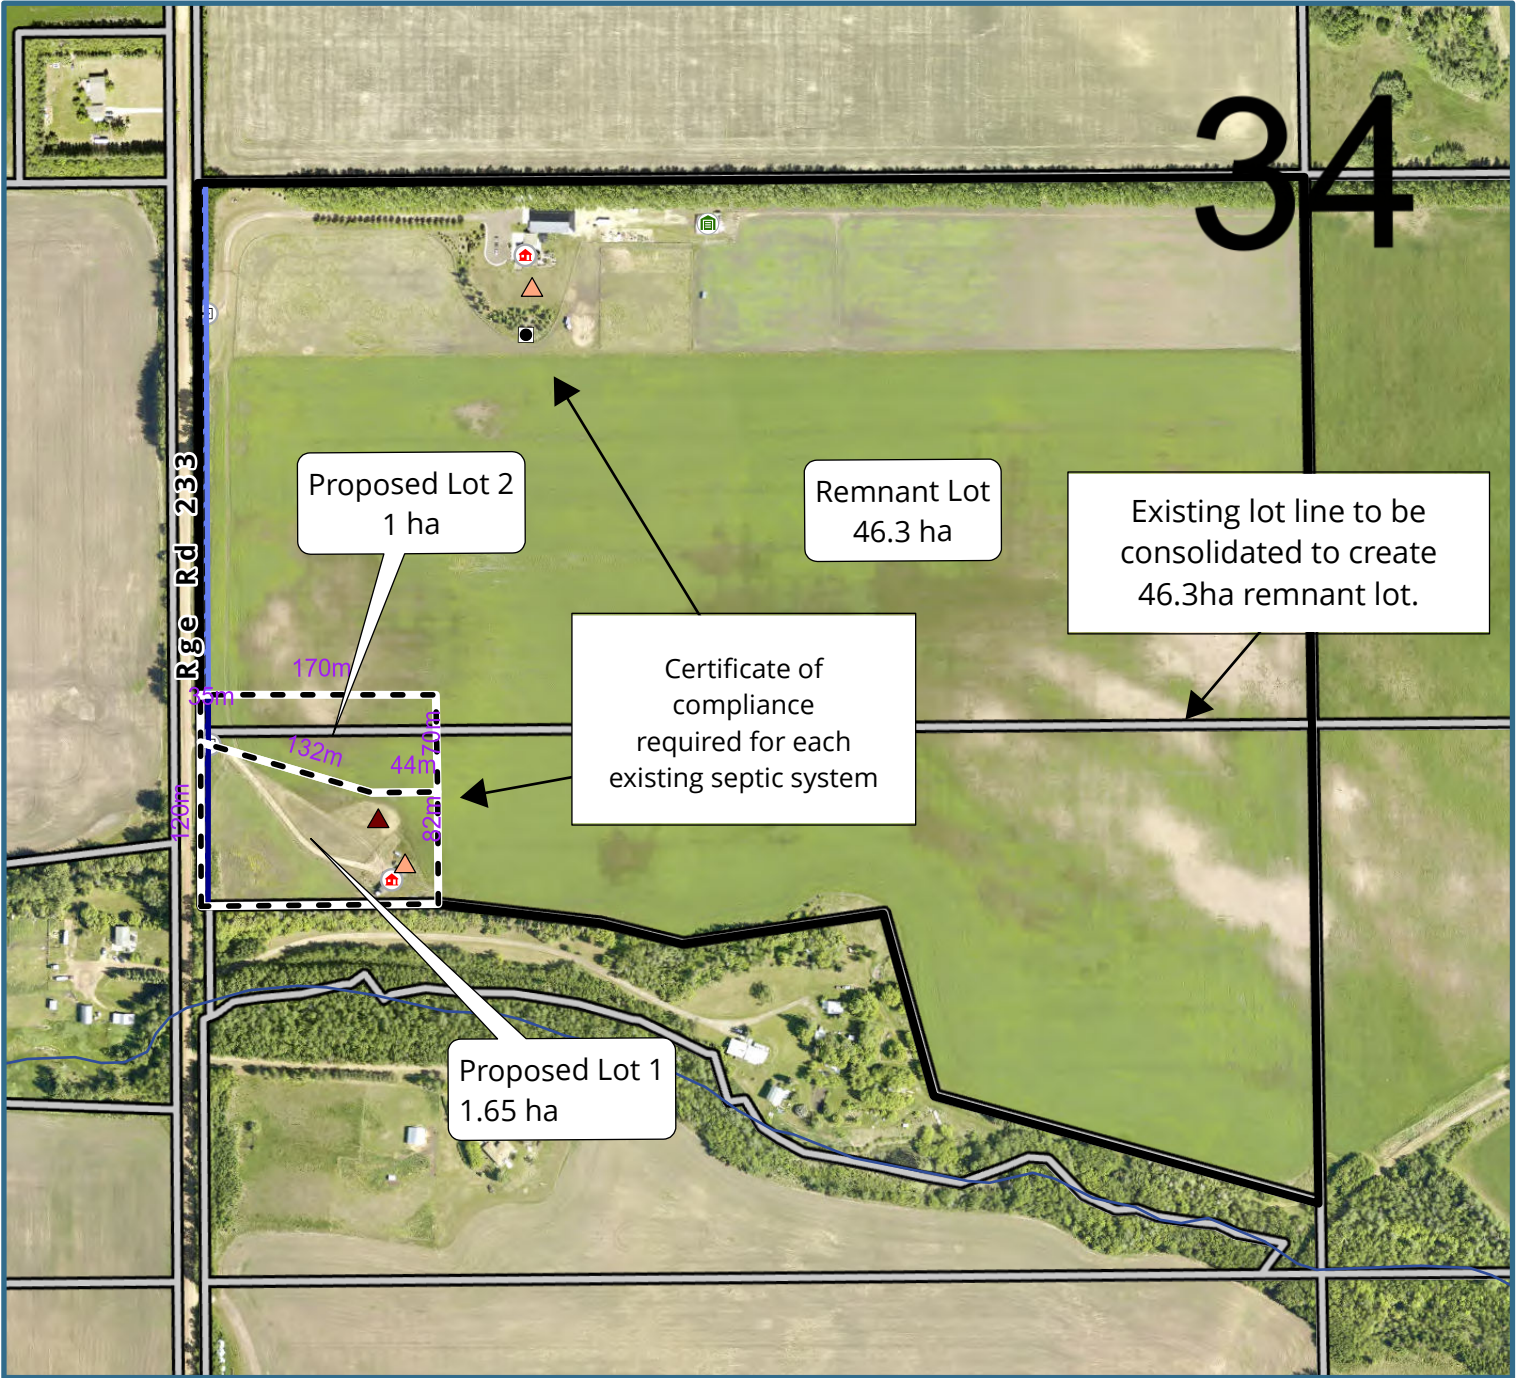 34
Rge Rd 233
Proposed Lot 2
1 ha
Remnant Lot
46.3 ha
Existing lot line to be
consolidated to create
46.3ha remnant lot.
Certificate of
compliance
required for each
existing septic system
170m
35m
132m
70m
44m
120m
82m
Proposed Lot 1
1.65 ha